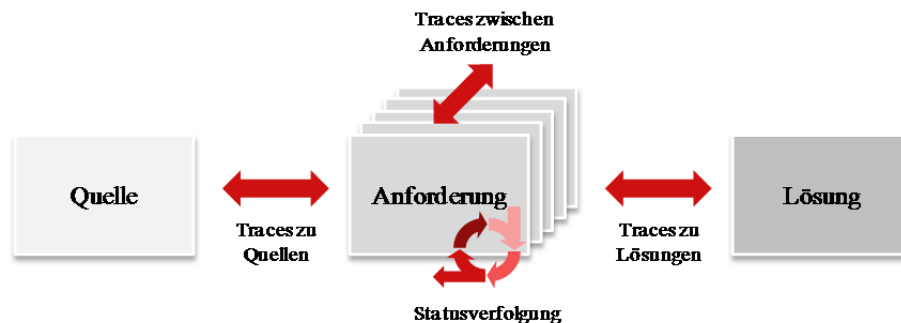 Traces zwischen
Anforderungen
Quelle
Anforderung
Lösung
Traces zu
Quellen
Traces zu
Lösungen
Statusverfolgung